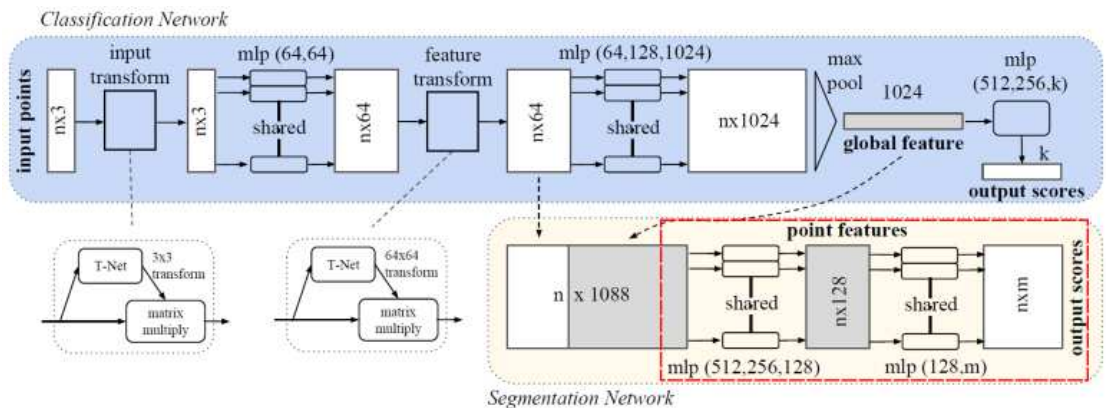 Classification Network
input points
nx3
input
transform
nx3
mlp (64,64)
shared
nx64
feature
transform
nx64
mlp (64,128,1024)
shared
nx1024
max
pool
1024
global feature
mlp
(512,256,k)
k
output scores
T-Net
3x3
transform
matrix
multiply
T-Net
64x64
transform
matrix
multiply
point features
n x 1088
shared
mlp (512,256,128)
nx128
shared
mlp (128.m)
nxm
output scores
Segmentation Network